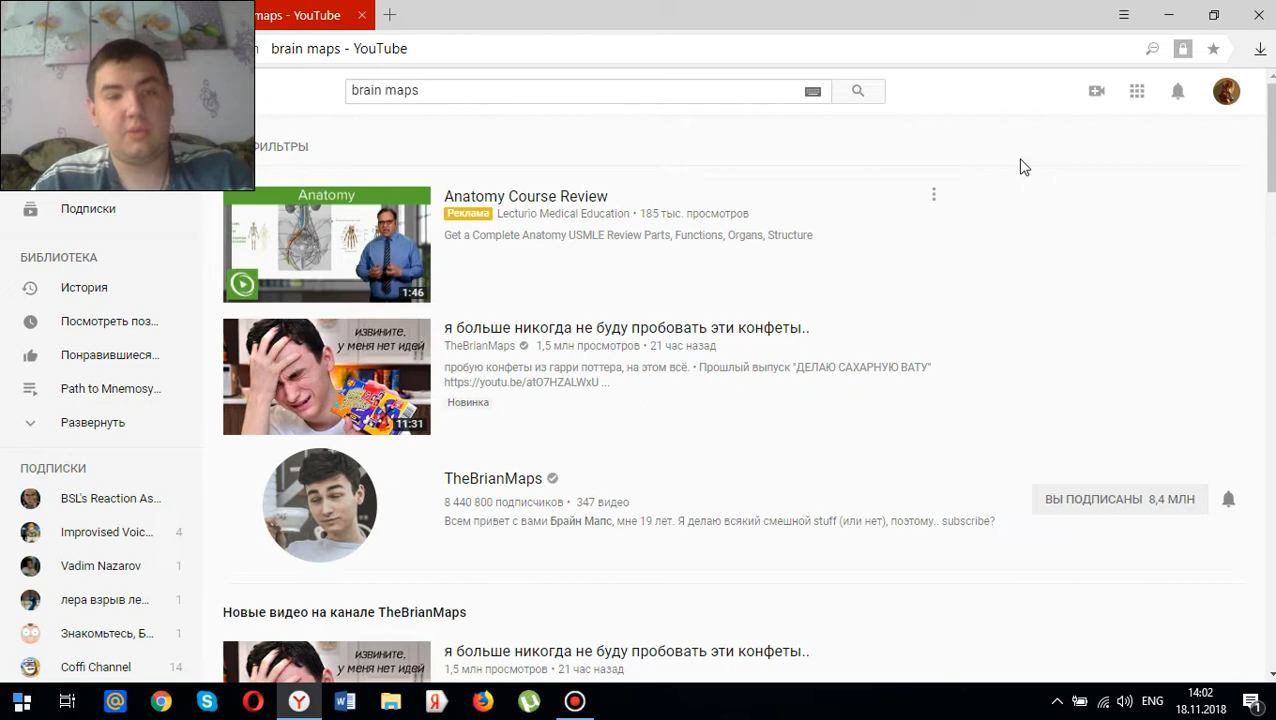 maps - YouTube
brain maps - YouTube
brain maps
ФИЛЬТРЫ
Подписки
БИБЛИОТЕКА
История
Посмотреть поз...
Понравившиеся...
Path to Mnemosy...
Развернуть
ПОДПИСКИ
BSL's Reaction As...
Improvised Voic... 4
Vadim Nazarov 1
лера взрыв ле... 1
Знакомьтесь, Б... 1
Coffi Channel 14
Anatomy
1:46
Anatomy Course Review
Реклама Lecturio Medical Education • 185 тыс. просмотров
Get a Complete Anatomy USMLE Review Parts, Functions, Organs, Structure
извините,
у меня нет идей
11:31
я больше никогда не буду пробовать эти конфеты..
TheBrianMaps 1,5 млн просмотров • 21 час назад
пробую конфеты из гарри поттера, на этом всё. • Прошлый выпуск "ДЕЛАЮ САХАРНУЮ ВАТУ"
https://youtu.be/atO7HZALWxU ...
Новинка
TheBrianMaps
8 440 800 подписчиков • 347 видео
Всем привет с вами Брайн Мапс, мне 19 лет. Я делаю всякий смешной stuff (или нет), поэтому.. subscribe?
ВЫ ПОДПИСАНЫ 8,4 МЛН
Новые видео на канале TheBrianMaps
извините,
у меня нет идей
я больше никогда не буду пробовать эти конфеты..
1,5 млн просмотров • 21 час назад
ENG
14:02
18.11.2018
1